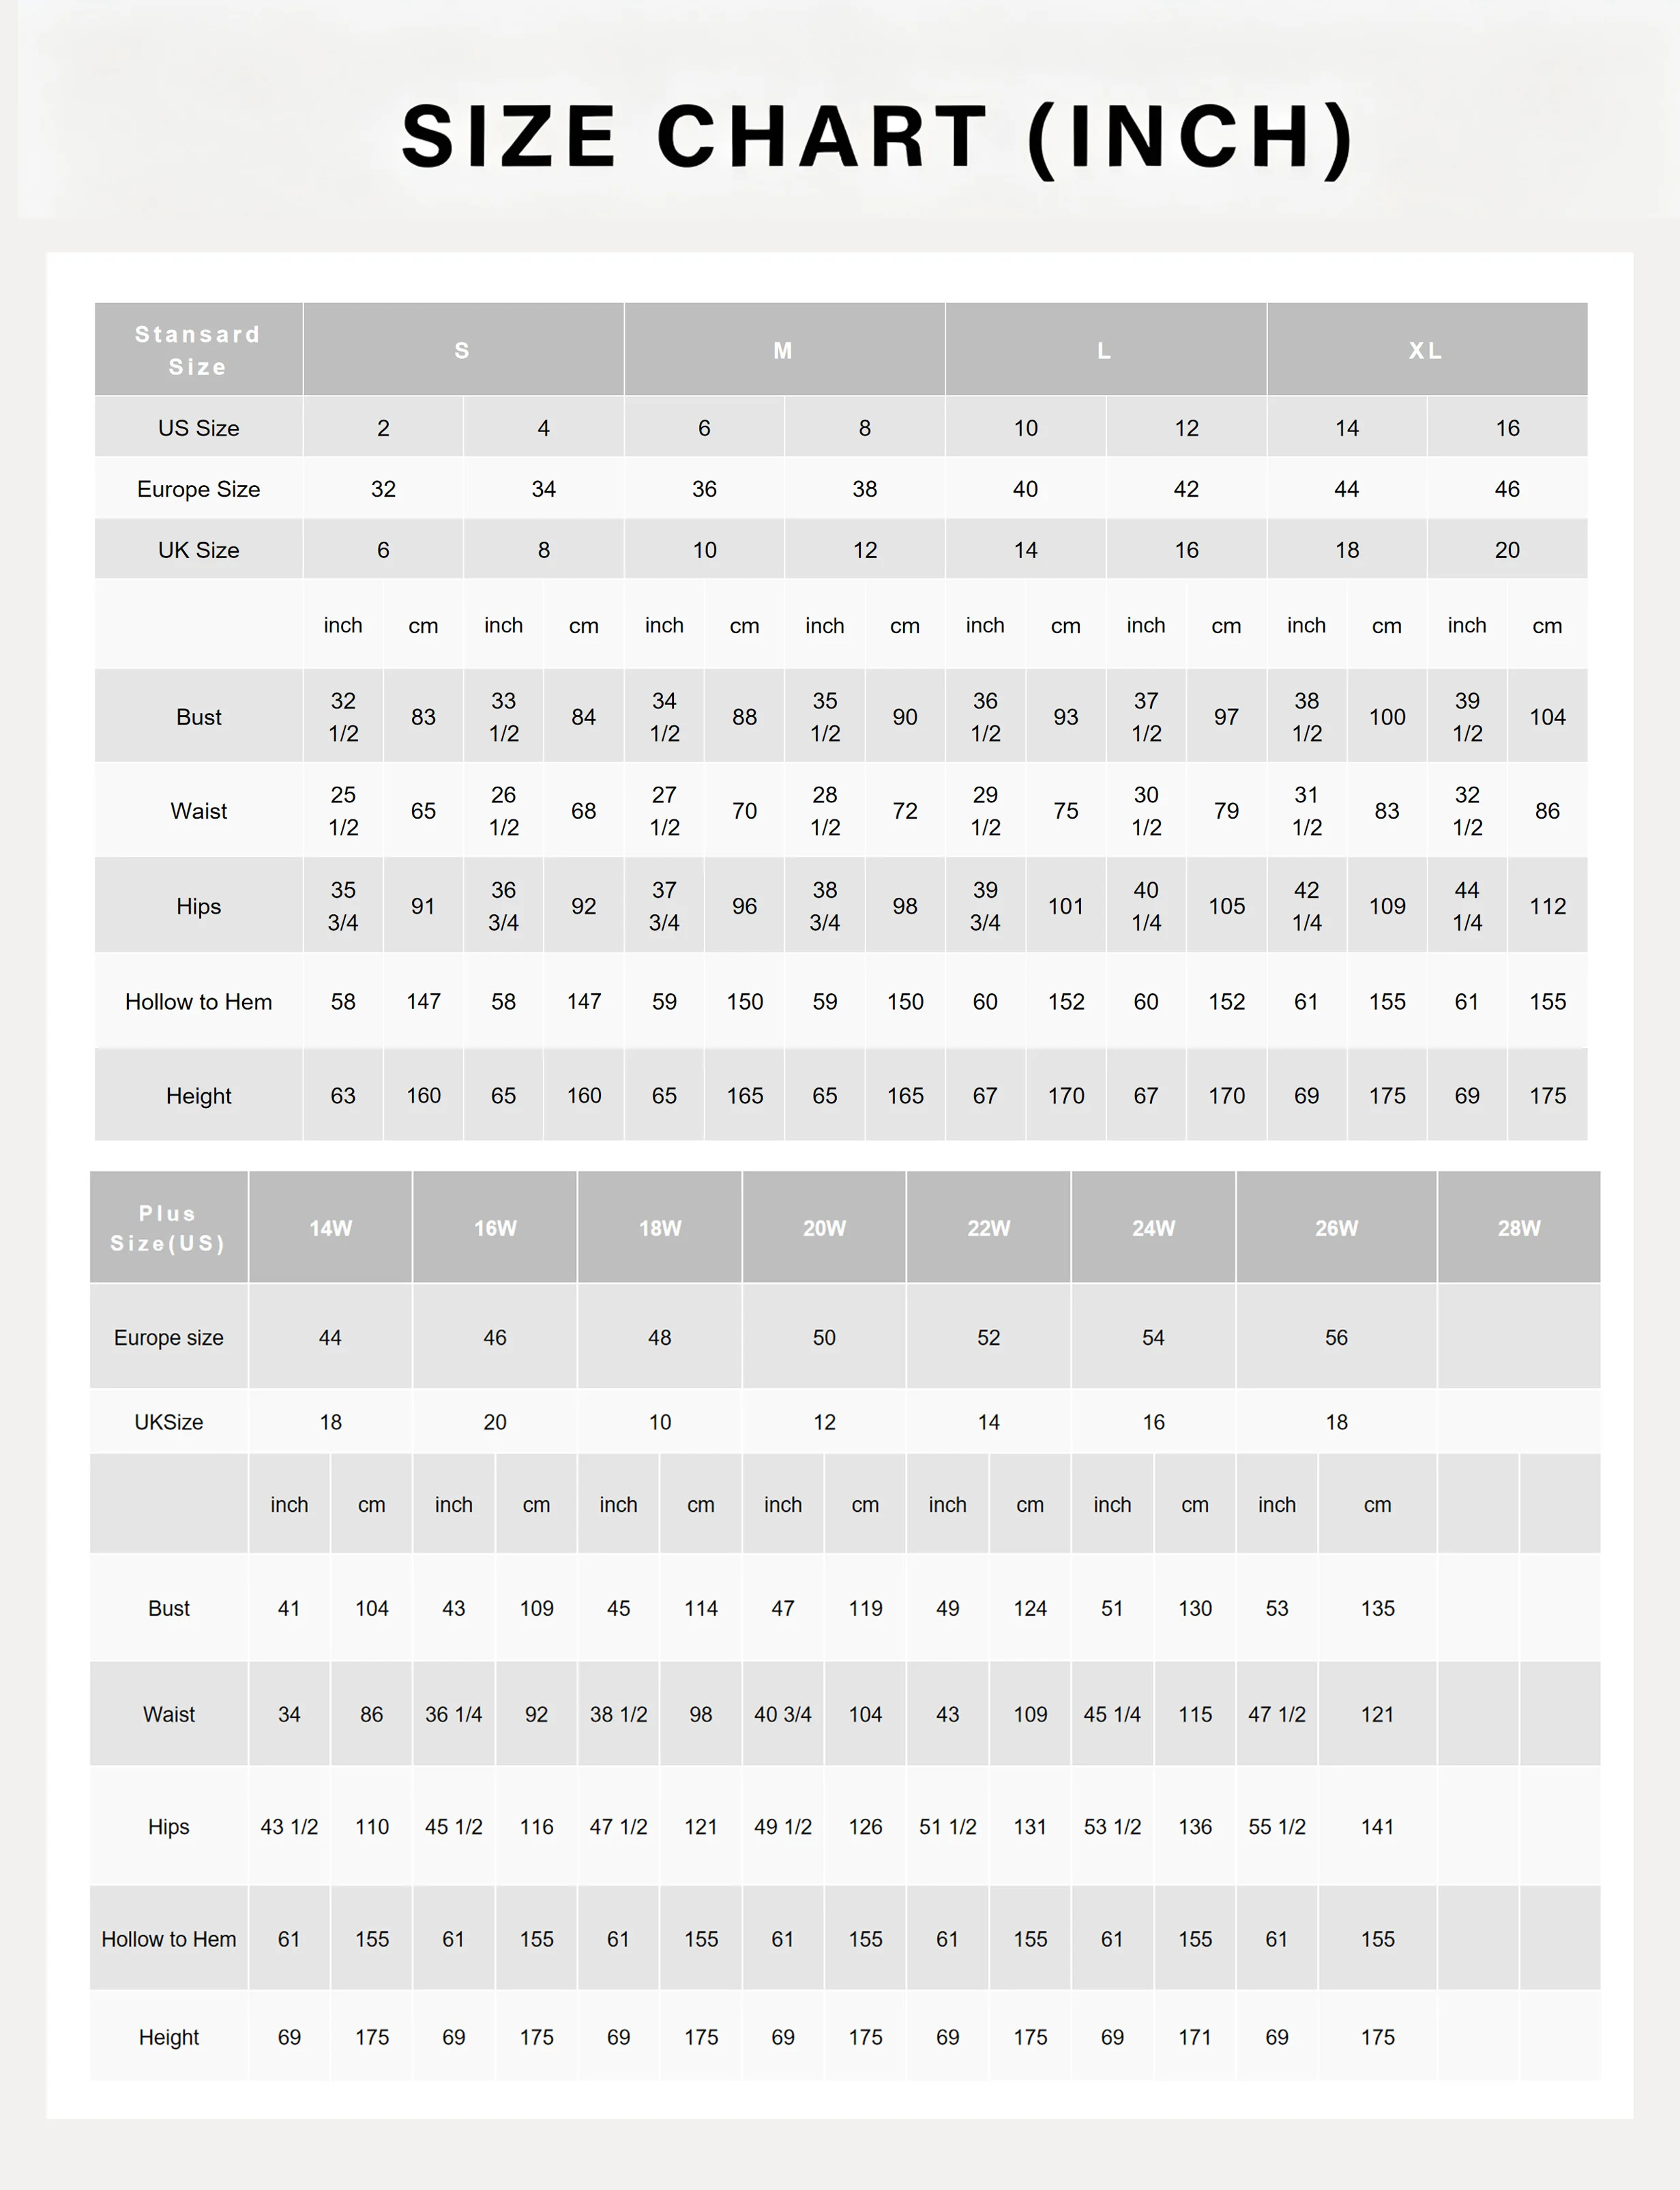 SIZE CHART (INCH)
Stansard
Size
S M L XL
US Size 2 4 6 8 10 12 14 16
Europe Size 32 34 36 38 40 42 44 46
UK Size 6 8 10 12 14 16 18 20
inch cm inch cm inch cm inch cm inch cm inch cm inch cm inch cm
Bust 32 1/2 83 33 1/2 84 34 1/2 88 35 1/2 90 36 1/2 93 37 1/2 97 38 1/2 100 39 1/2 104
Waist 25 1/2 65 26 1/2 68 27 1/2 70 28 1/2 72 29 1/2 75 30 1/2 79 31 1/2 83 32 1/2 86
Hips 35 3/4 91 36 3/4 92 37 3/4 96 38 3/4 98 39 3/4 101 40 1/4 105 42 1/4 109 44 1/4 112
Hollow to Hem 58 147 58 147 59 150 59 150 60 152 60 152 61 155 61 155
Height 63 160 65 160 65 165 65 165 67 170 67 170 69 175 69 175
Plus
Size(US)
14W 16W 18W 20W 22W 24W 26W 28W
Europe size 44 46 48 50 52 54 56
UKSize 18 20 10 12 14 16 18
inch cm inch cm inch cm inch cm inch cm inch cm inch cm
Bust 41 104 43 109 45 114 47 119 49 124 51 130 53 135
Waist 34 86 36 1/4 92 38 1/2 98 40 3/4 104 43 109 45 1/4 115 47 1/2 121
Hips 43 1/2 110 45 1/2 116 47 1/2 121 49 1/2 126 51 1/2 131 53 1/2 136 55 1/2 141
Hollow to Hem 61 155 61 155 61 155 61 155 61 155 61 155 61 155
Height 69 175 69 175 69 175 69 175 69 175 69 171 69 175